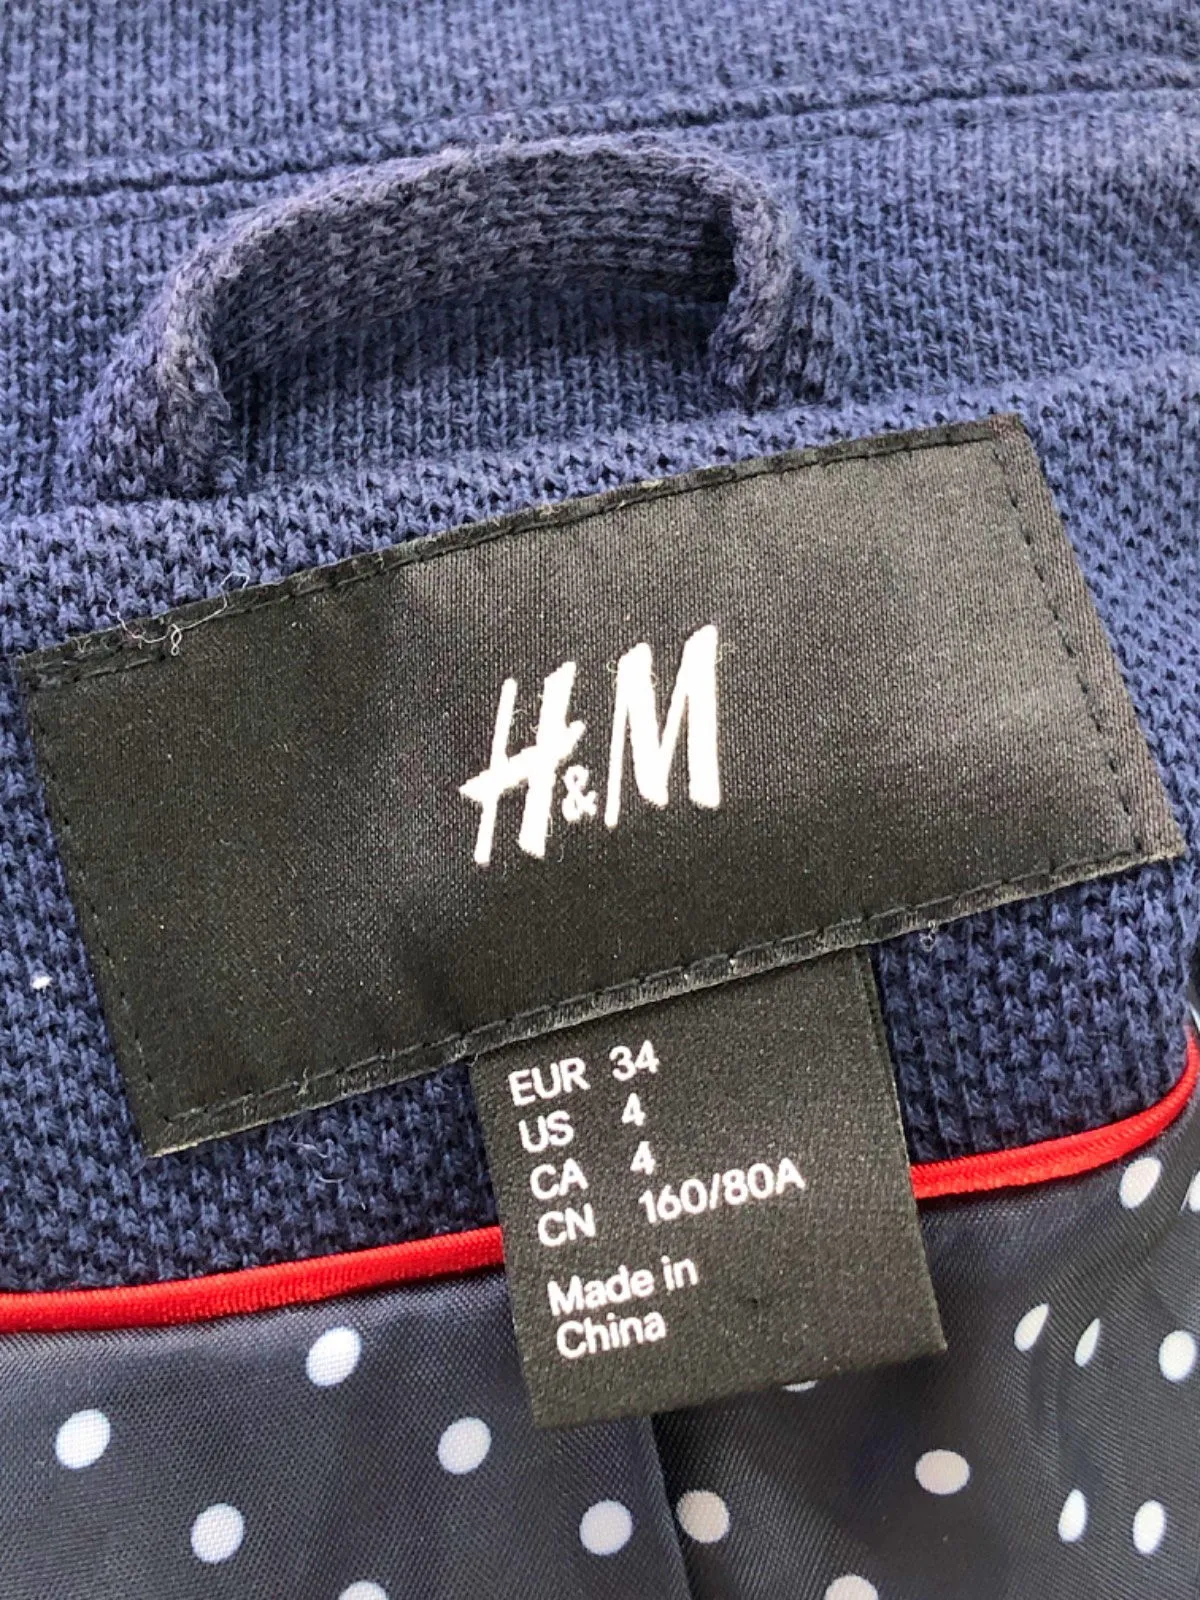 H&M
EUR 34
US 4
CA 4
CN 160/80A
Made in
China